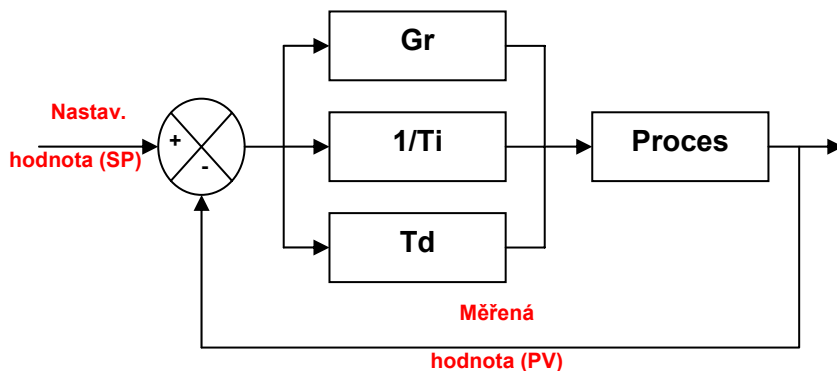 Gr
Nastav.
hodnota (SP)
+
-
1/Ti
Proces
Td
Měřená
hodnota (PV)